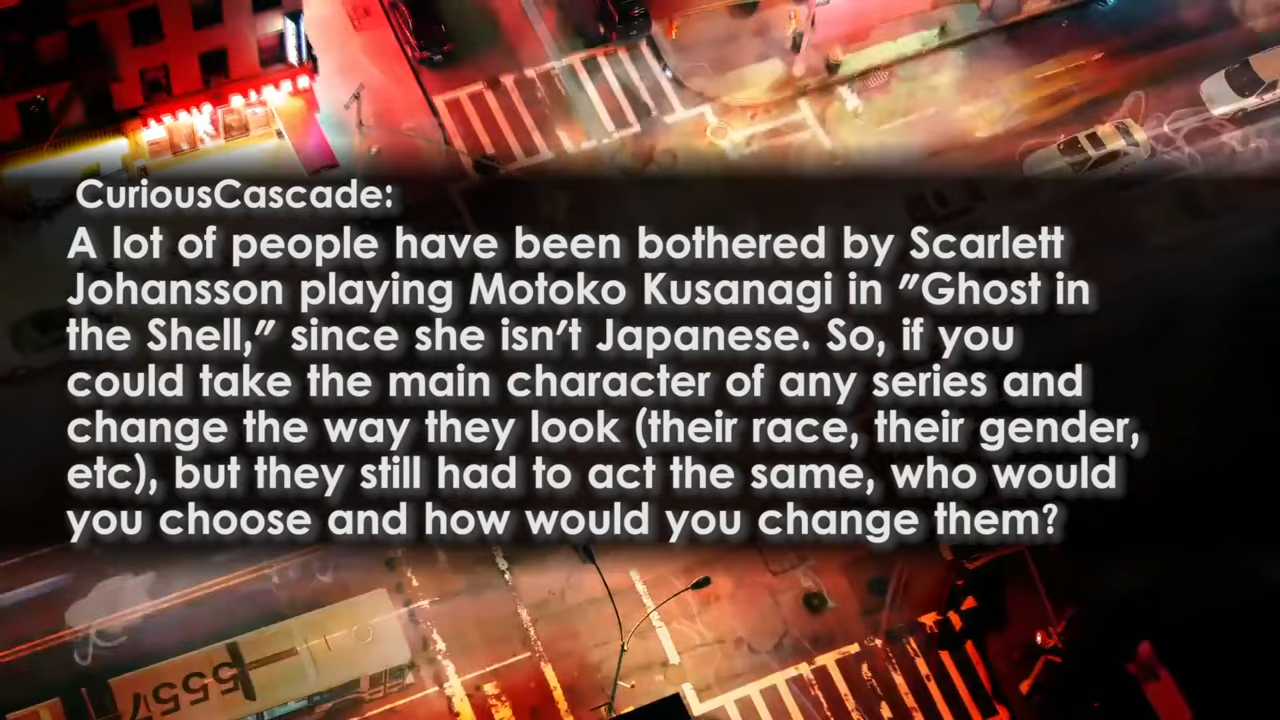 CuriousCascade:
A lot of people have been bothered by Scarlett
Johansson playing Motoko Kusanagi in "Ghost in
the Shell," since she isn't Japanese. So, if you
could take the main character of any series and
change the way they look (their race, their gender,
etc), but they still had to act the same, who would
you choose and how would you change them?
5557